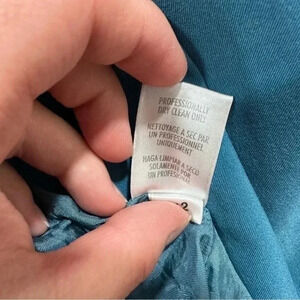 PROFESSIONALLY
DRY CLEAN ONLY
NETTOYAGE A SEC PAR
UN PROFESSIONNEL
UNIQUEMENT
HAGA LIMPIAR A SECO
SOLAMENTE POR
UN PROFESIONAL